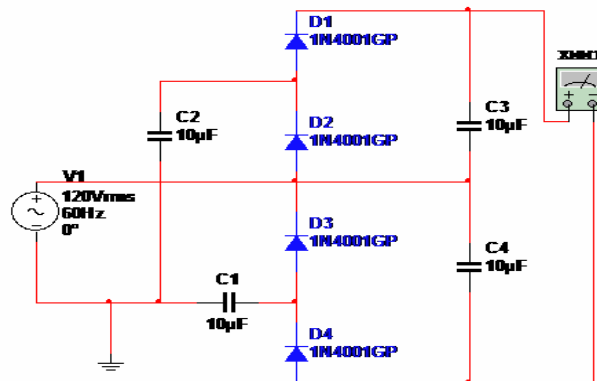 D1
1N4001GP
XMM1
C2
10µF
D2
1N4001GP
C3
10µF
V1
120Vrms
60Hz
0°
D3
1N4001GP
C4
10µF
C1
10µF
D4
1N4001GP